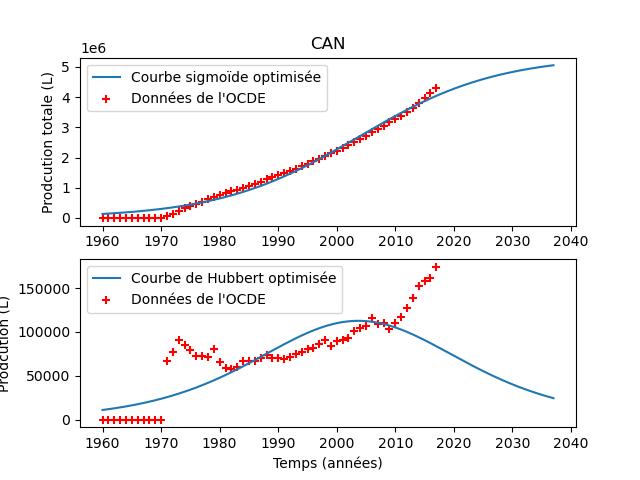 CAN
1e6
Prodcution totale (L)
Courbe sigmoïde optimisée
Données de l'OCDE
5
4
3
2
1
0
1960 1970 1980 1990 2000 2010 2020 2030 2040
Prodcution (L)
Courbe de Hubbert optimisée
Données de l'OCDE
150000
100000
50000
0
1960 1970 1980 1990 2000 2010 2020 2030 2040
Temps (années)